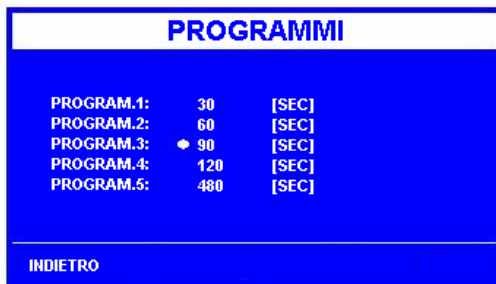 PROGRAMMI
PROGRAM.1: 30 [SEC]
PROGRAM.2: 60 [SEC]
PROGRAM.3: 90 [SEC]
PROGRAM.4: 120 [SEC]
PROGRAM.5: 480 [SEC]
INDIETRO